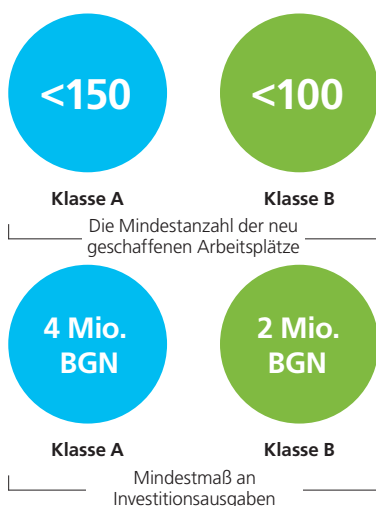 <150 <100
Klasse A Klasse B
Die Mindestanzahl der neu
geschaffenen Arbeitsplätze
4 Mio. 2 Mio.
BGN BGN
Klasse A Klasse B
Mindestmaß an
Investitionsausgaben